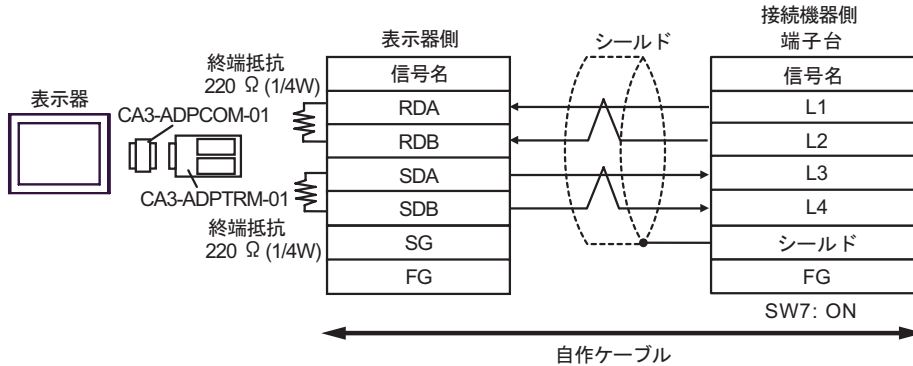 接続機器側
表示器側
シールド
端子台
終端抵抗
220 Ω (1/4W)
信号名
信号名
表示器
CA3-ADPCOM-01
RDA
L1
RDB
L2
SDA
L3
CA3-ADPTRM-01
SDB
L4
終端抵抗
220 Ω (1/4W)
SG
シールド
FG
FG
SW7: ON
自作ケーブル